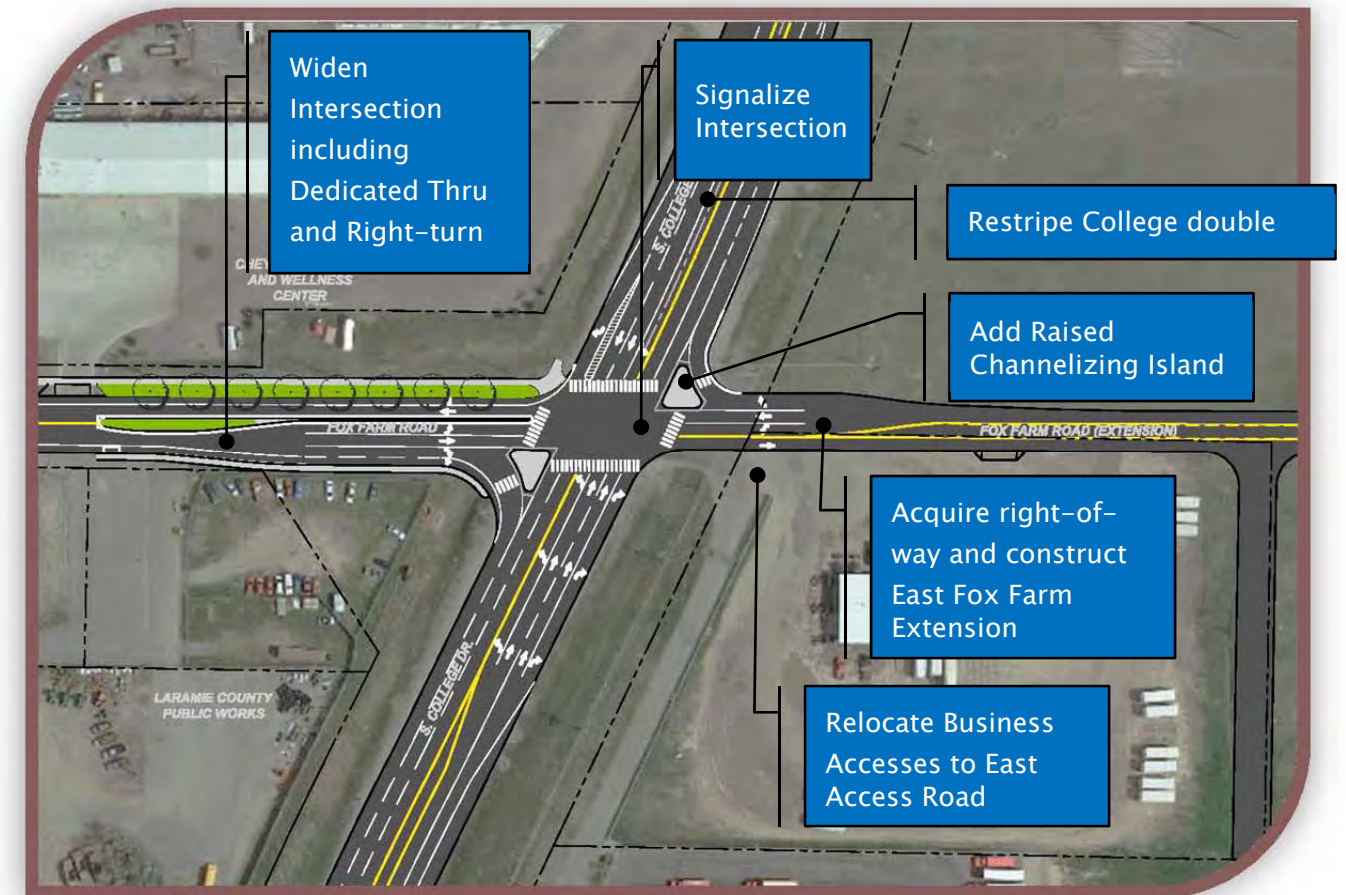 Widen
Intersection
including
Dedicated Thru
and Right-turn
Signalize
Intersection
S. COLLEGE
Restripe College double
CHEY
AND WELLNESS
CENTER
Add Raised
Channelizing Island
FOX FARM ROAD
FOX FARM ROAD (EXTENSION)
Acquire right-of-
way and construct
East Fox Farm
Extension
S. COLLEGE DR.
LARAMIE COUNTY
PUBLIC WORKS
Relocate Business
Accesses to East
Access Road